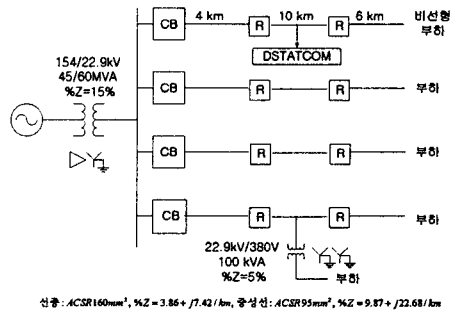 CB 4 km R 10 km R 6 km 비선형
부하
DSTATCOM
154/22.9kV
45/60MVA
%Z=15%
CB R R 부하
CB R R 부하
CB R R 부하
22.9kV/380V
100 kVA
%Z=5%
부하
선종 : ACSR160mm², %Z = 3.86 + j7.42 / km, 중성선 : ACSR95mm², %Z = 9.87 + j22.68 / km